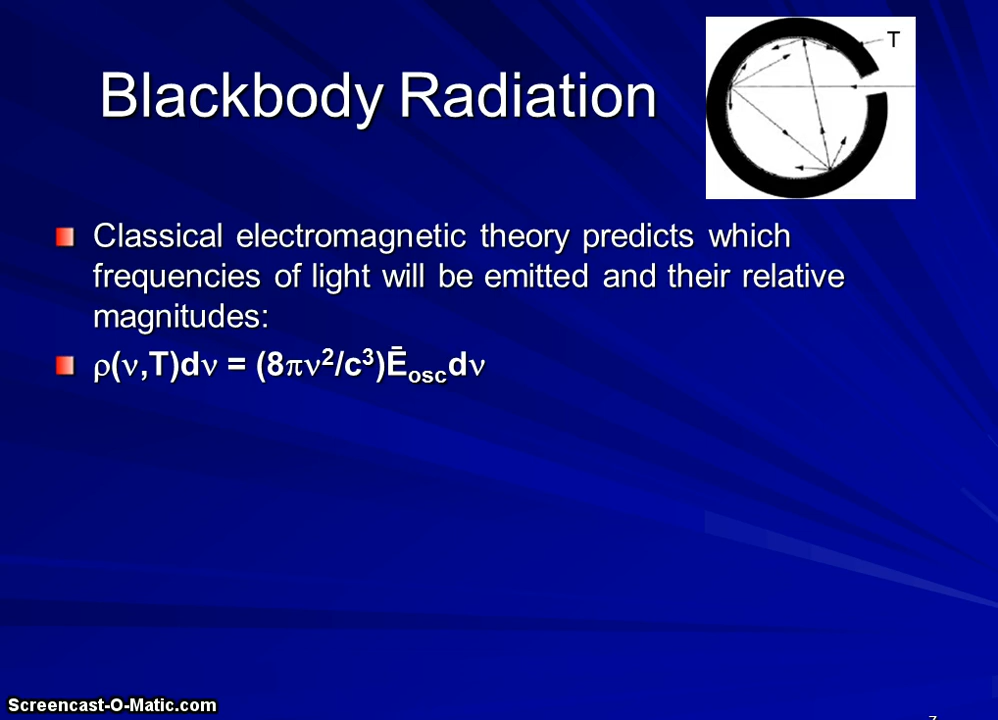 T
Blackbody Radiation
Classical electromagnetic theory predicts which
frequencies of light will be emitted and their relative
magnitudes:
ρ(ν,T)dν = (8πν²/c³)Ē_osc dν
Screencast-O-Matic.com